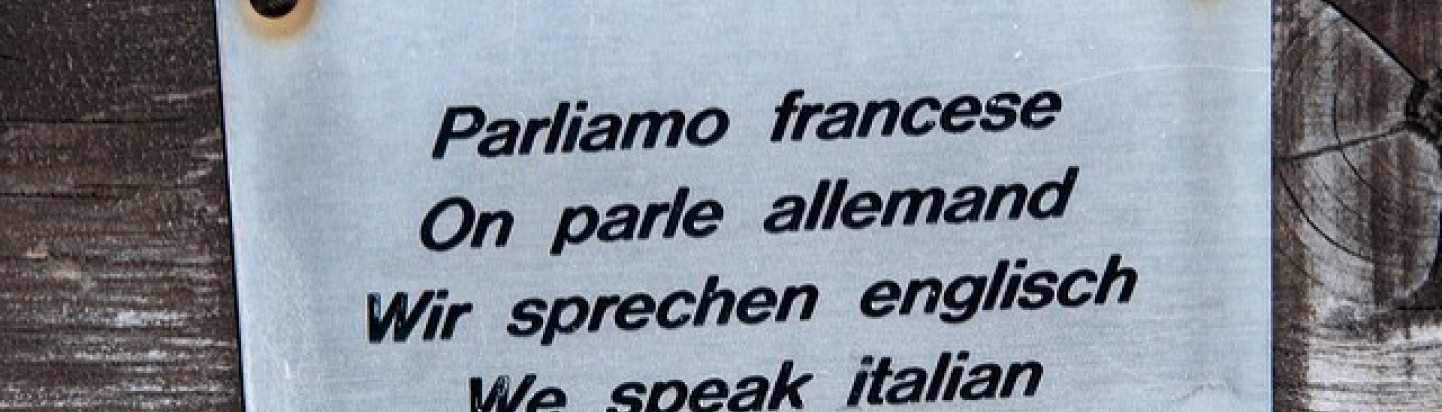 Parliamo francese
On parle allemand
Wir sprechen englisch
We speak italian